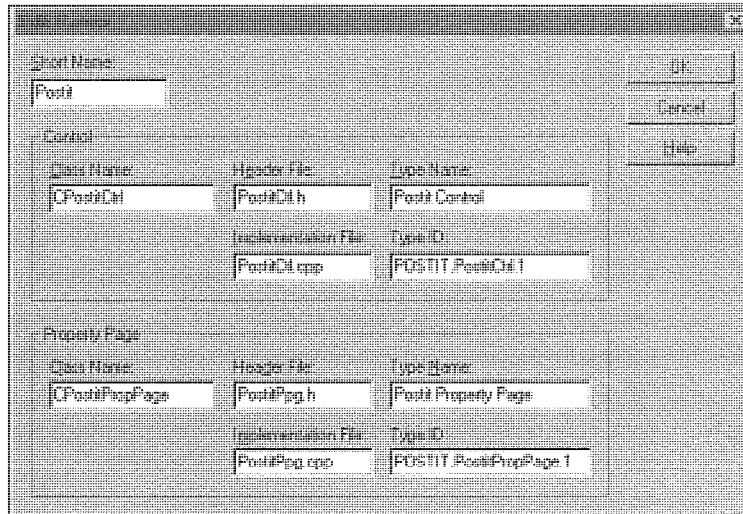 Short Name:
OK
Postit
Cancel
Control
Help
Class Name:
Header File:
Type Name:
CPostitCtrl
PostitCtl.h
Postit Control
Implementation File:
Type ID:
PostitCtl.cpp
POSTIT.PostitCtrl.1
Property Page
Class Name:
Header File:
Type Name:
CPostitPropPage
PostitPpg.h
Postit Property Page
Implementation File:
Type ID:
PostitPpg.cpp
POSTIT.PostitPropPage.1